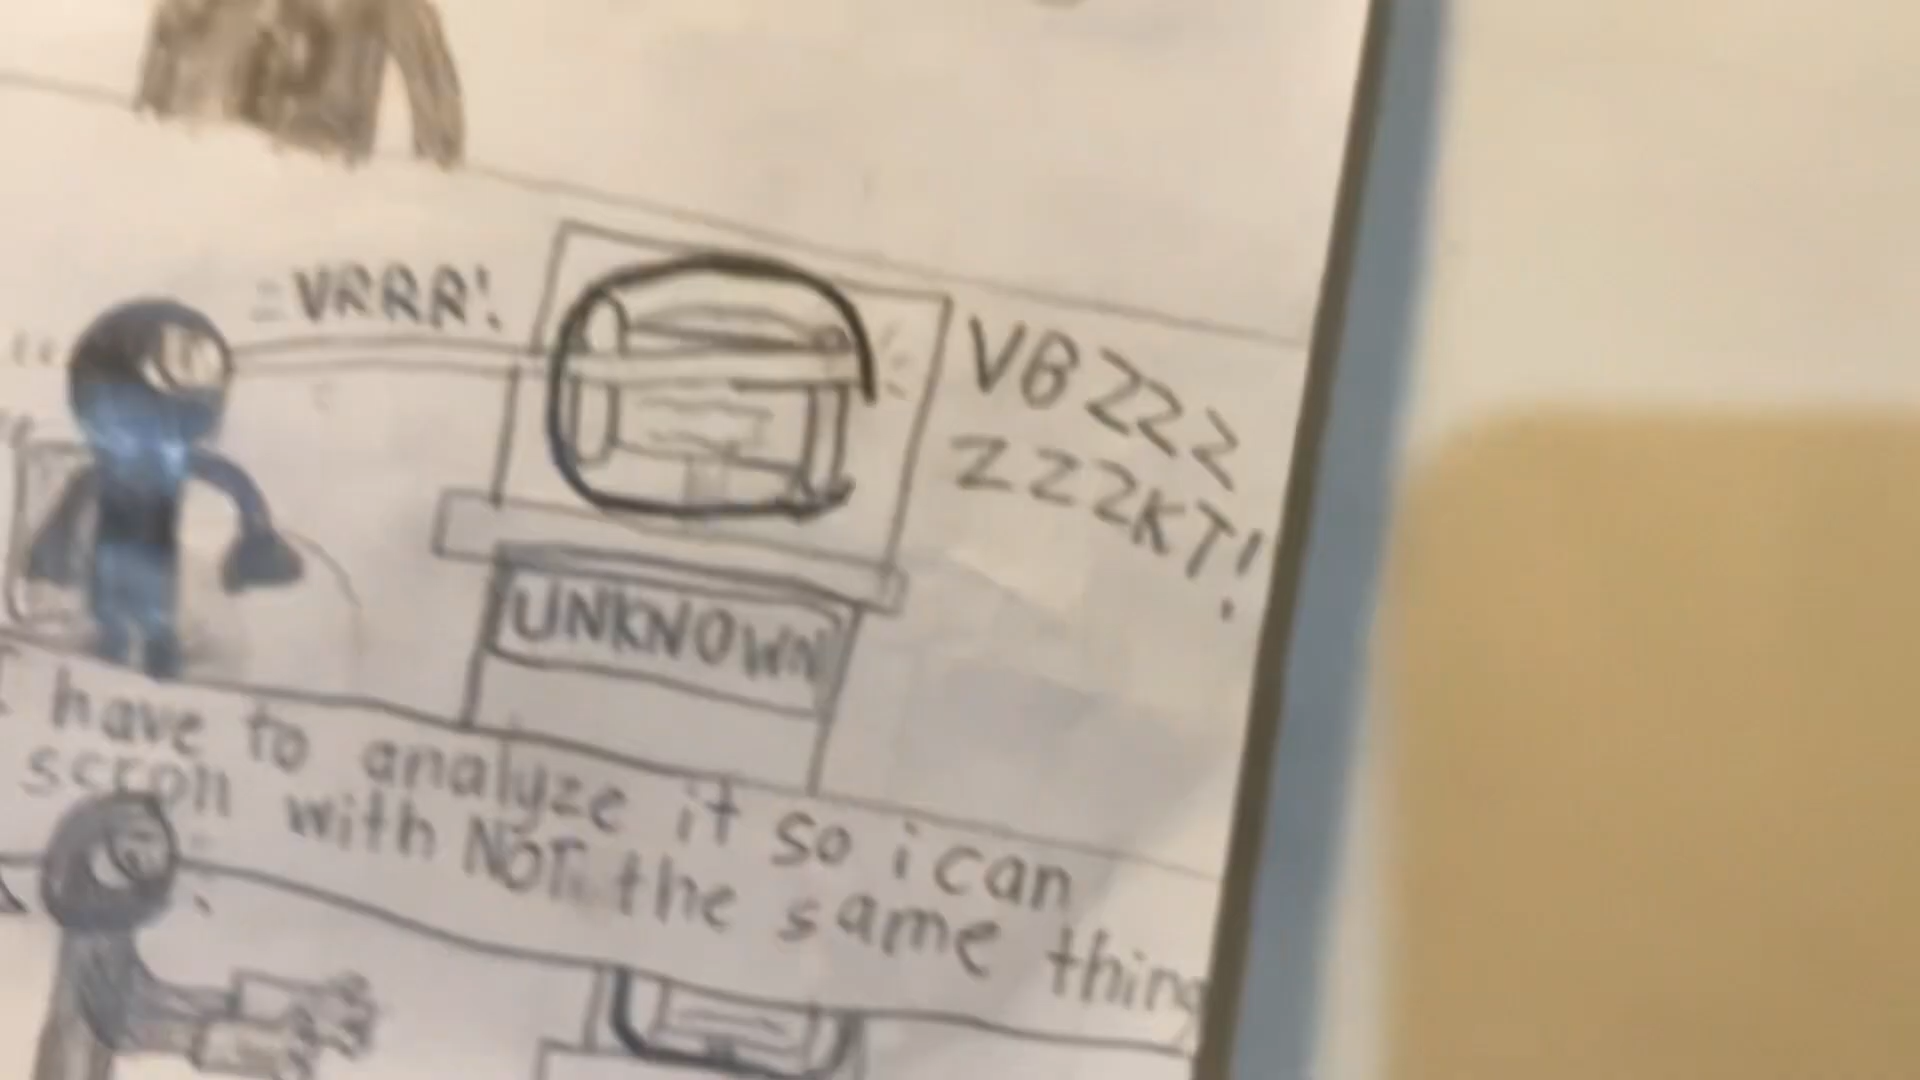 VRRR!
VBZZZ
ZZZKT!
UNKNOWN
I have to analyze it so i can
with NOT the same thing